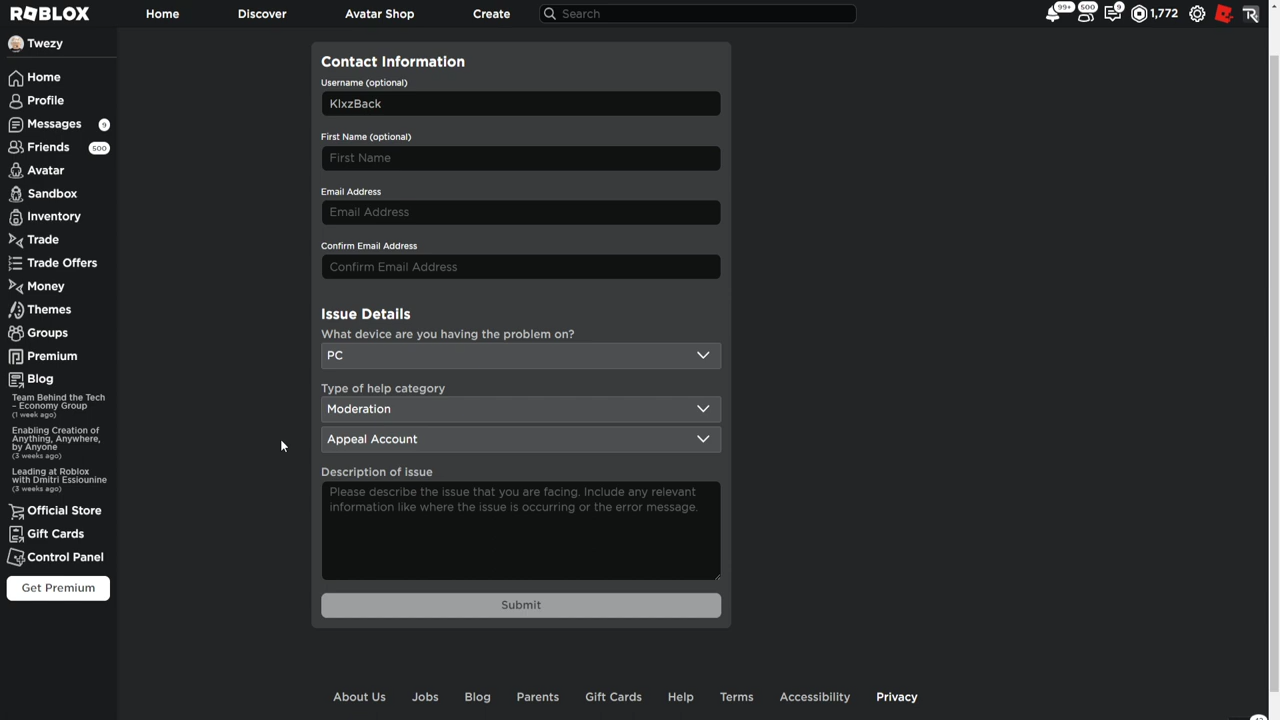 ROBLOX
Home
Discover
Avatar Shop
Create
Search
99+
500
9
1,772
Twezy
Home
Profile
Messages
9
Friends
500
Avatar
Sandbox
Inventory
Trade
Trade Offers
Money
Themes
Groups
Premium
Blog
Team Behind the Tech
– Economy Group
(1 week ago)
Enabling Creation of
Anything, Anywhere,
by Anyone
(3 weeks ago)
Leading at Roblox
with Dmitri Essiounine
(3 weeks ago)
Official Store
Gift Cards
Control Panel
Get Premium
Contact Information
Username (optional)
KlxzBack
First Name (optional)
First Name
Email Address
Email Address
Confirm Email Address
Confirm Email Address
Issue Details
What device are you having the problem on?
PC
Type of help category
Moderation
Appeal Account
Description of issue
Please describe the issue that you are facing. Include any relevant
information like where the issue is occurring or the error message.
Submit
About Us
Jobs
Blog
Parents
Gift Cards
Help
Terms
Accessibility
Privacy